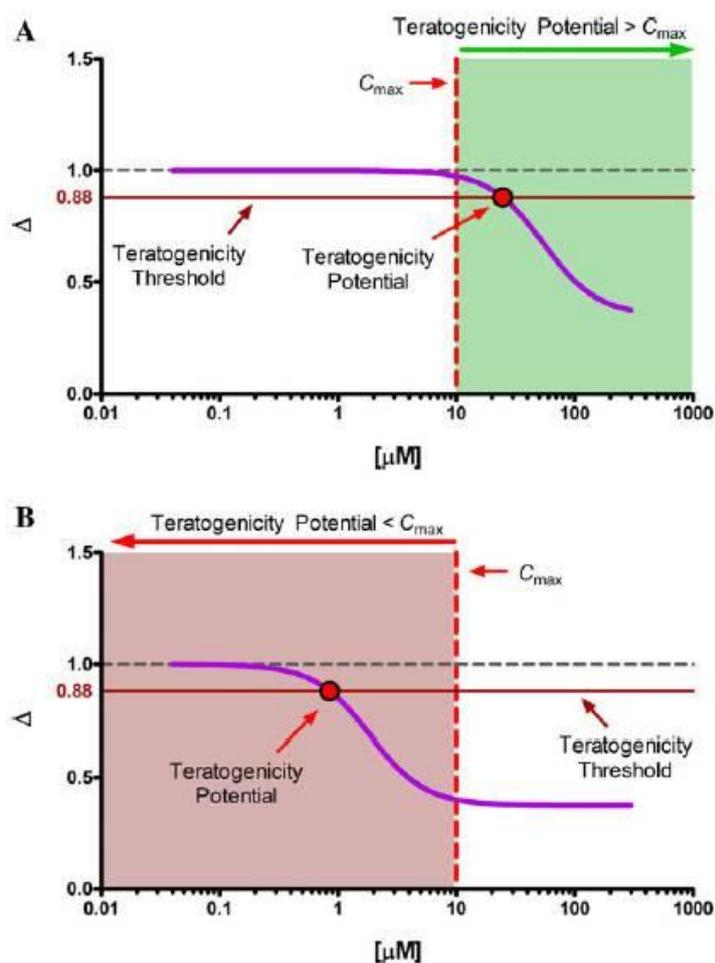 A
Teratogenicity Potential > Cmax
1.5
Cmax
1.0
0.88
Δ
Teratogenicity
Threshold
Teratogenicity
Potential
0.5
0.0
0.01 0.1 1 10 100 1000
[μM]
B
Teratogenicity Potential < Cmax
1.5
Cmax
1.0
0.88
Δ
Teratogenicity
Potential
Teratogenicity
Threshold
0.5
0.0
0.01 0.1 1 10 100 1000
[μM]